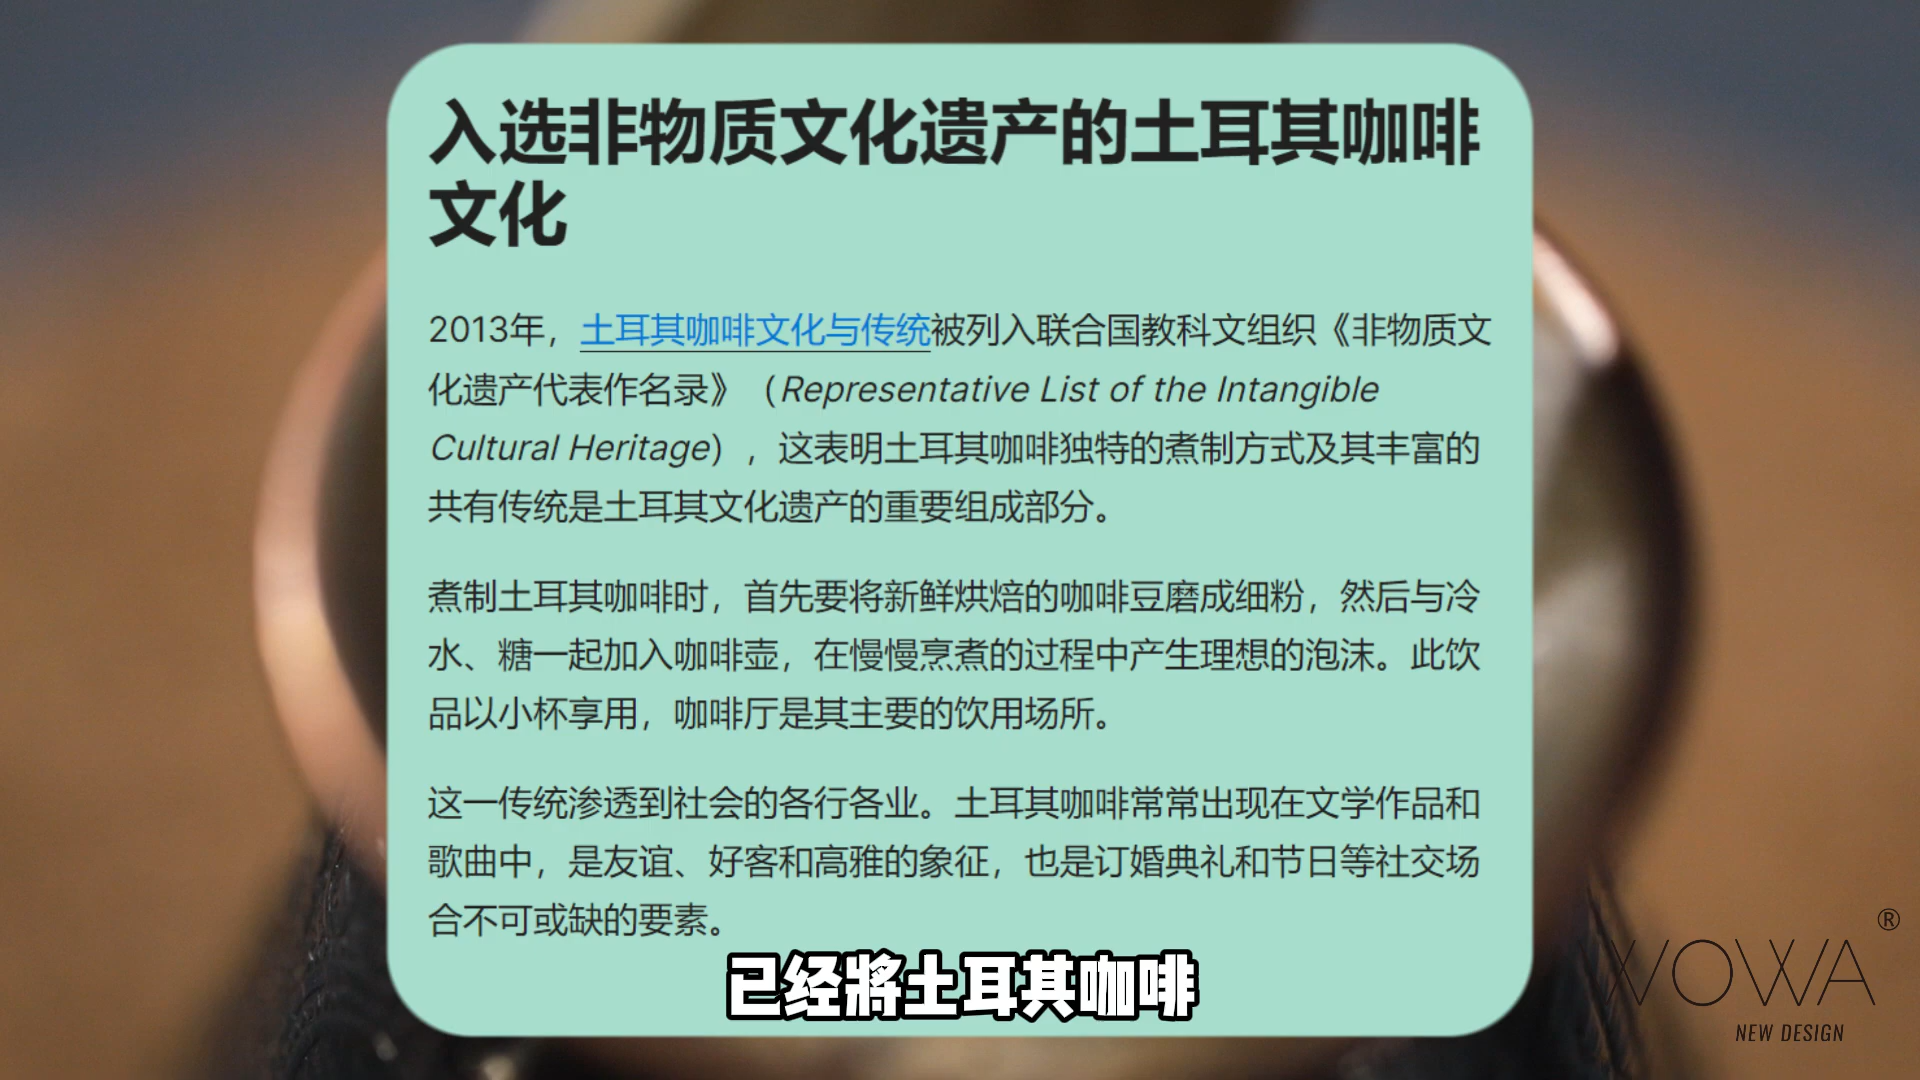 入选非物质文化遗产的土耳其咖啡
文化
2013年，土耳其咖啡文化与传统被列入联合国教科文组织《非物质文
化遗产代表作名录》（Representative List of the Intangible
Cultural Heritage），这表明土耳其咖啡独特的煮制方式及其丰富的
共有传统是土耳其文化遗产的重要组成部分。
煮制土耳其咖啡时，首先要将新鲜烘焙的咖啡豆磨成细粉，然后与冷
水、糖一起加入咖啡壶，在慢慢烹煮的过程中产生理想的泡沫。此饮
品以小杯享用，咖啡厅是其主要的饮用场所。
这一传统渗透到社会的各行各业。土耳其咖啡常常出现在文学作品和
歌曲中，是友谊、好客和高雅的象征，也是订婚典礼和节日等社交场
合不可或缺的要素。
已经將土耳其咖啡
VOWA®
NEW DESIGN